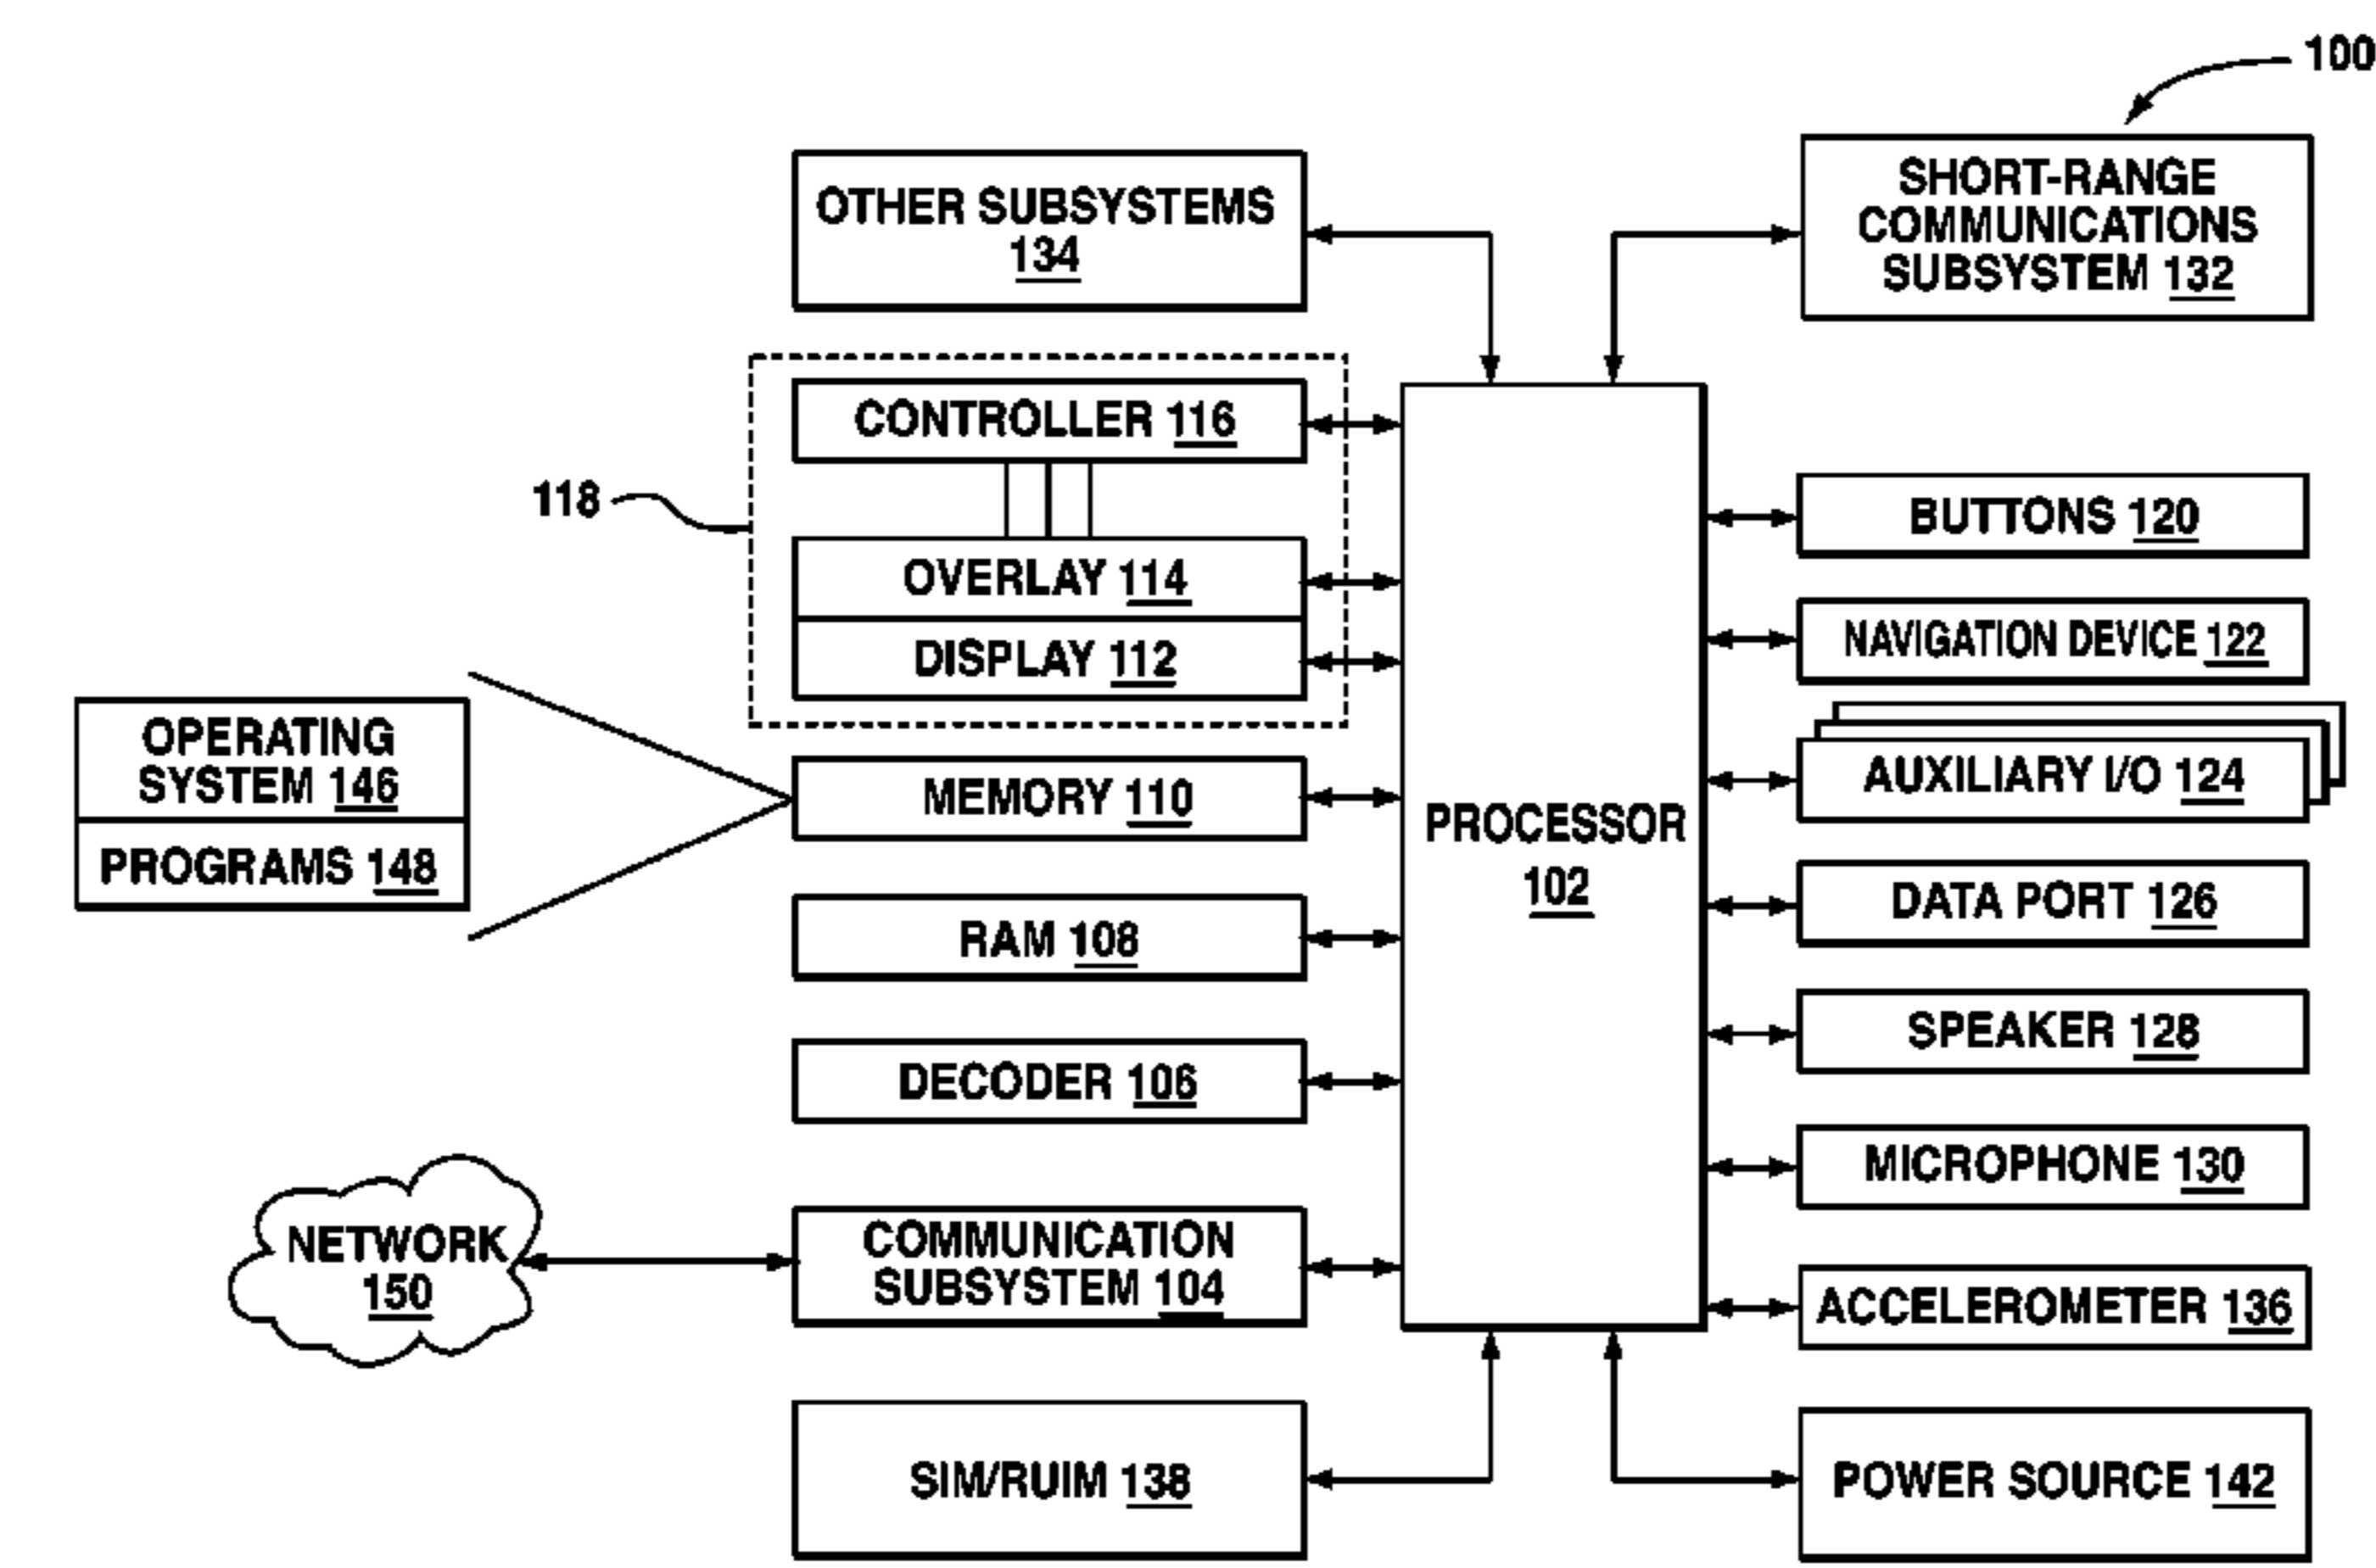 100
OTHER SUBSYSTEMS
134
SHORT-RANGE
COMMUNICATIONS
SUBSYSTEM 132
CONTROLLER 116
118
OVERLAY 114
DISPLAY 112
OPERATING
SYSTEM 146
PROGRAMS 148
MEMORY 110
RAM 108
DECODER 106
NETWORK
150
COMMUNICATION
SUBSYSTEM 104
SIM/RUIM 138
PROCESSOR
102
BUTTONS 120
NAVIGATION DEVICE 122
AUXILIARY I/O 124
DATA PORT 126
SPEAKER 128
MICROPHONE 130
ACCELEROMETER 136
POWER SOURCE 142